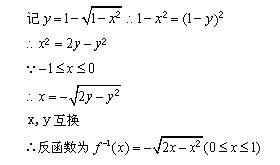 记 y=1-√(1-x²) ∴1-x²=(1-y)²
∴ x²=2y-y²
∵ -1≤x≤0
∴ x=-√(2y-y²)
x, y 互换
∴反函数为 f⁻¹(x)=-√(2x-x²) (0≤x≤1)